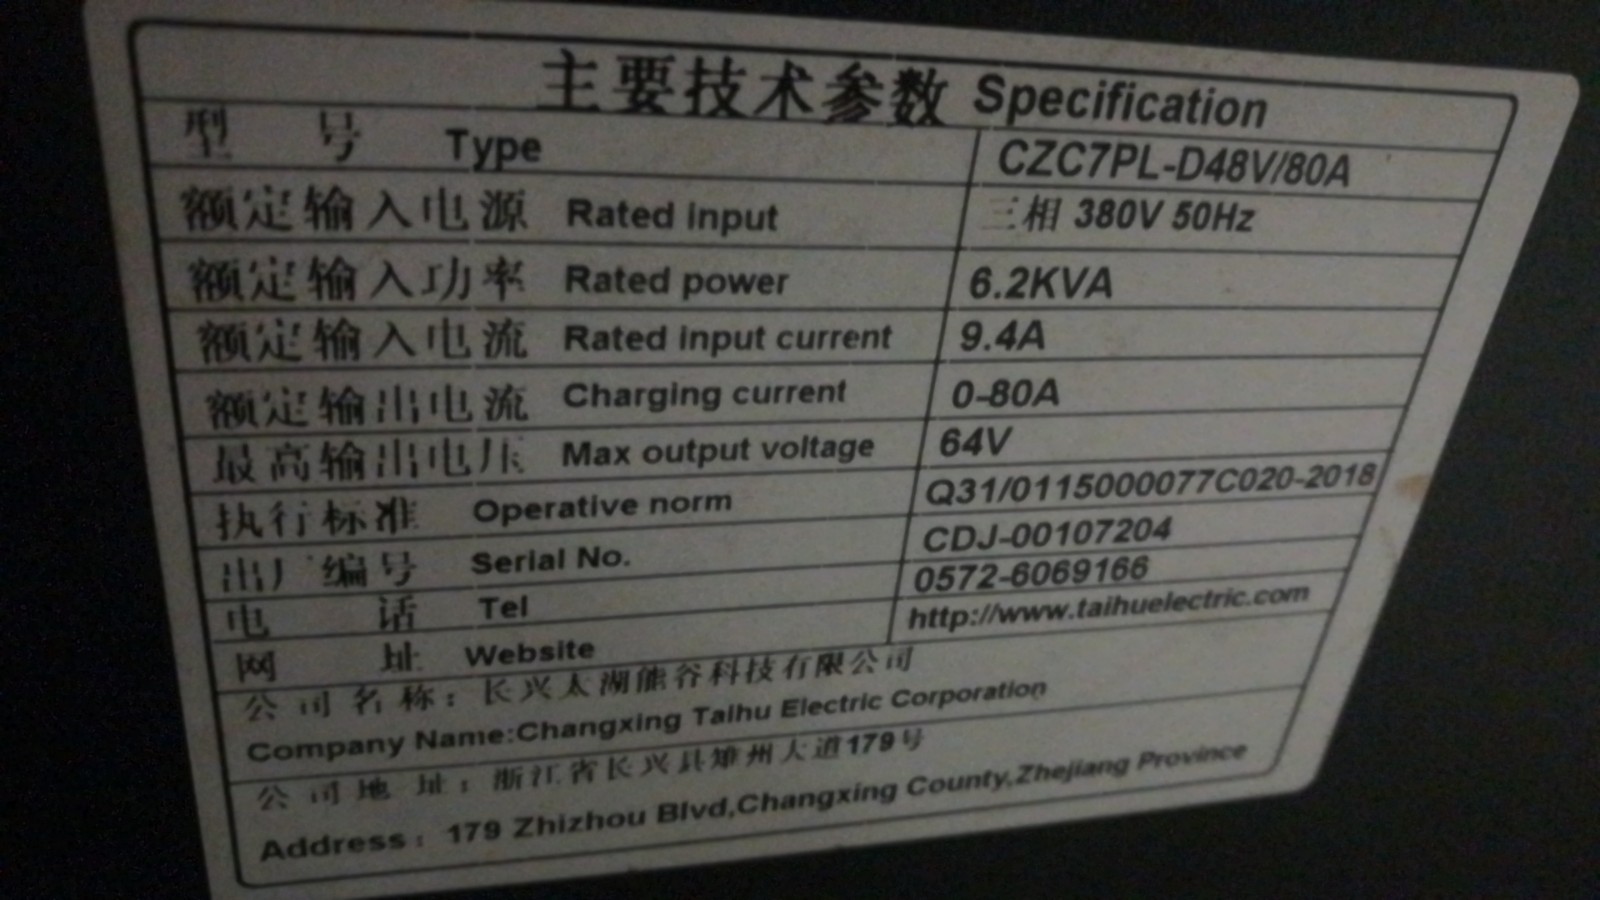 主要技术参数 Specification
型 号 Type CZC7PL-D48V/80A
额定输入电源 Rated input 三相 380V 50Hz
额定输入功率 Rated power 6.2KVA
额定输入电流 Rated input current 9.4A
额定输出电流 Charging current 0-80A
最高输出电压 Max output voltage 64V
执行标准 Operative norm Q31/0115000077C020-2018
出厂编号 Serial No. CDJ-00107204
电 话 Tel 0572-6069166
网 址 Website http://www.taihuelectric.com
公司名称：长兴太湖能谷科技有限公司
Company Name:Changxing Taihu Electric Corporation
公司地址：浙江省长兴县雉州大道179号
Address：179 Zhizhou Blvd,Changxing County,Zhejiang Province